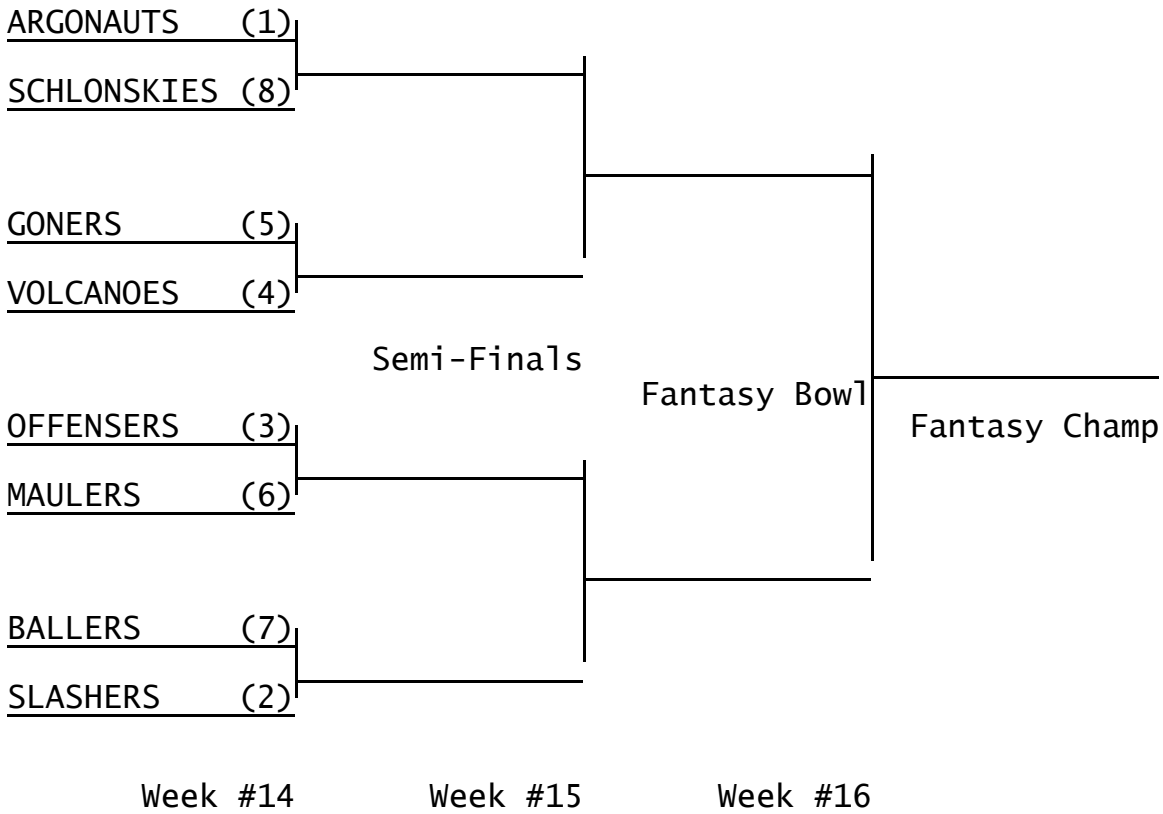 ARGONAUTS (1)
SCHLONSKIES (8)
GONERS (5)
VOLCANOES (4)
Semi-Finals
Fantasy Bowl
Fantasy Champ
OFFENSERS (3)
MAULERS (6)
BALLERS (7)
SLASHERS (2)
Week #14 Week #15 Week #16